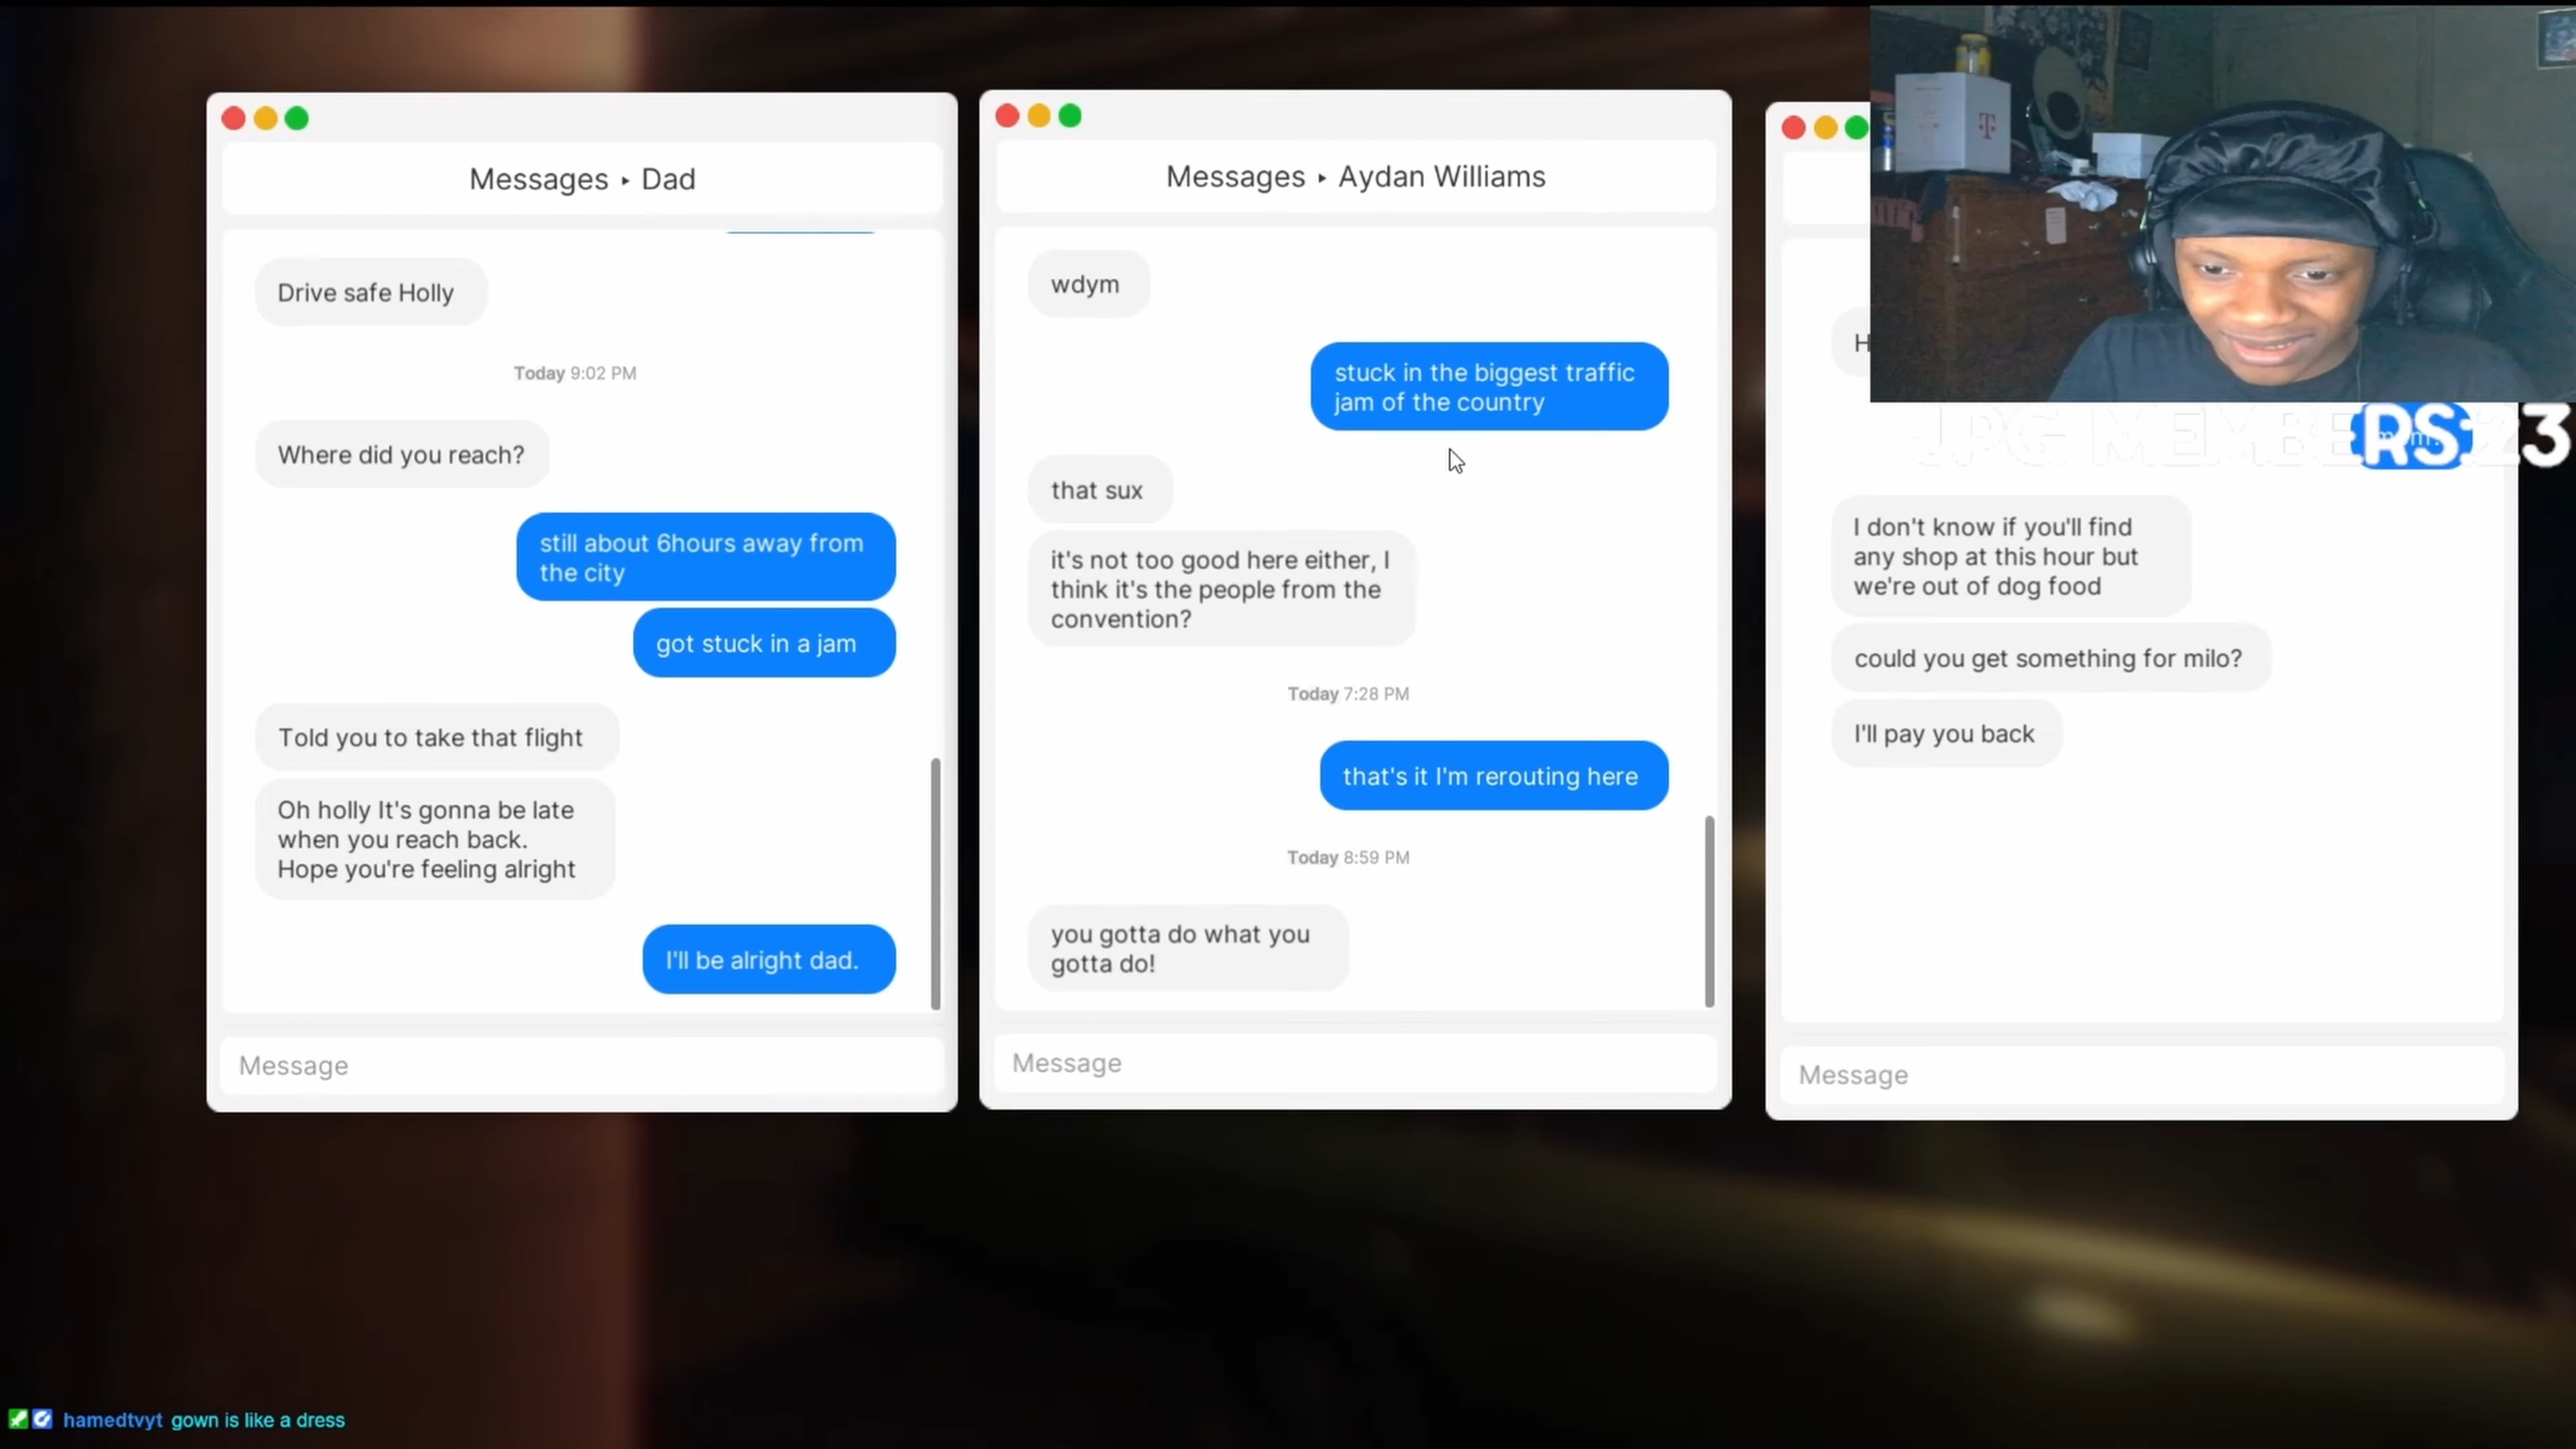 Messages ‣ Dad
Drive safe Holly
Today 9:02 PM
Where did you reach?
still about 6hours away from
the city
got stuck in a jam
Told you to take that flight
Oh holly It's gonna be late
when you reach back.
Hope you're feeling alright
I'll be alright dad.
Message
Messages ‣ Aydan Williams
wdym
stuck in the biggest traffic
jam of the country
that sux
it's not too good here either, I
think it's the people from the
convention?
Today 7:28 PM
that's it I'm rerouting here
Today 8:59 PM
you gotta do what you
gotta do!
Message
H
JPG MEMBERS:23
I don't know if you'll find
any shop at this hour but
we're out of dog food
could you get something for milo?
I'll pay you back
Message
hamedtvyt gown is like a dress